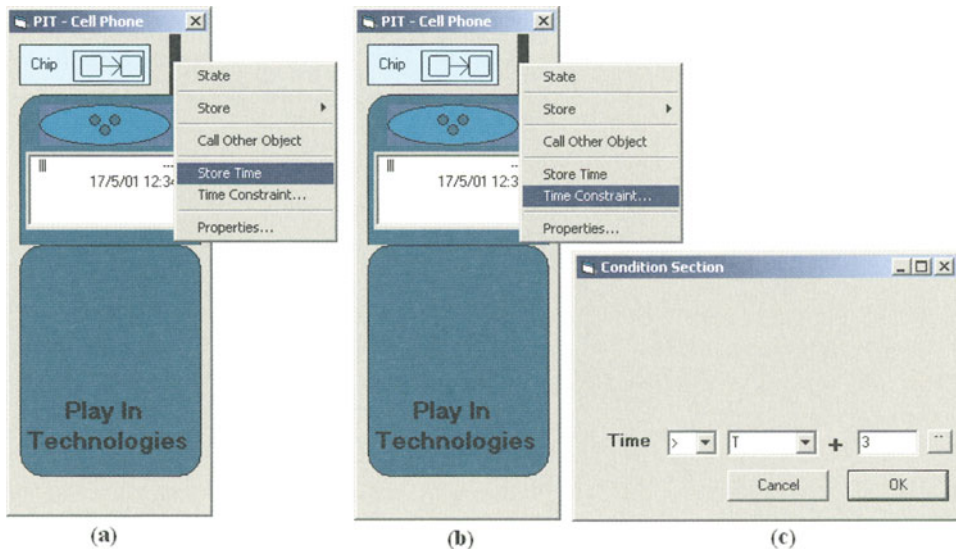 PIT - Cell Phone
Chip
State
Store
Call Other Object
Store Time
Time Constraint...
Properties...
17/5/01 12:34
Play In
Technologies
(a)
PIT - Cell Phone
Chip
State
Store
Call Other Object
Store Time
Time Constraint...
Properties...
17/5/01 12:3
Play In
Technologies
(b)
Condition Section
Time > T + 3 ..
Cancel OK
(c)